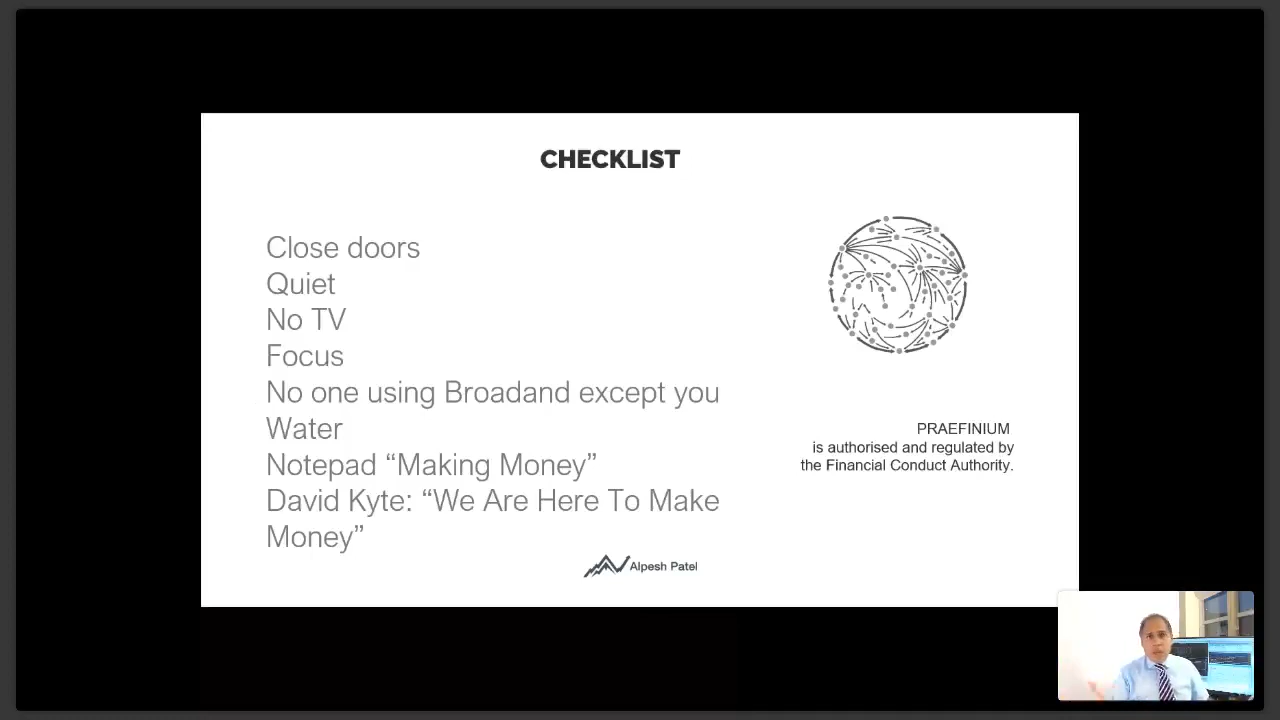 CHECKLIST
Close doors
Quiet
No TV
Focus
No one using Broadand except you
Water
Notepad “Making Money”
David Kyte: “We Are Here To Make
Money”
PRAEFINIUM
is authorised and regulated by
the Financial Conduct Authority.
Alpesh Patel